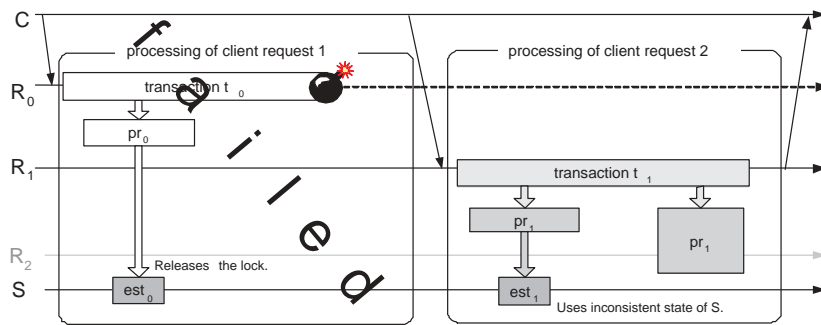 C
processing of client request 1
processing of client request 2
R0
transaction t0
failed
pr0
R1
transaction t1
pr1
pr1
R2
Releases the lock.
S
est0
est1
Uses inconsistent state of S.